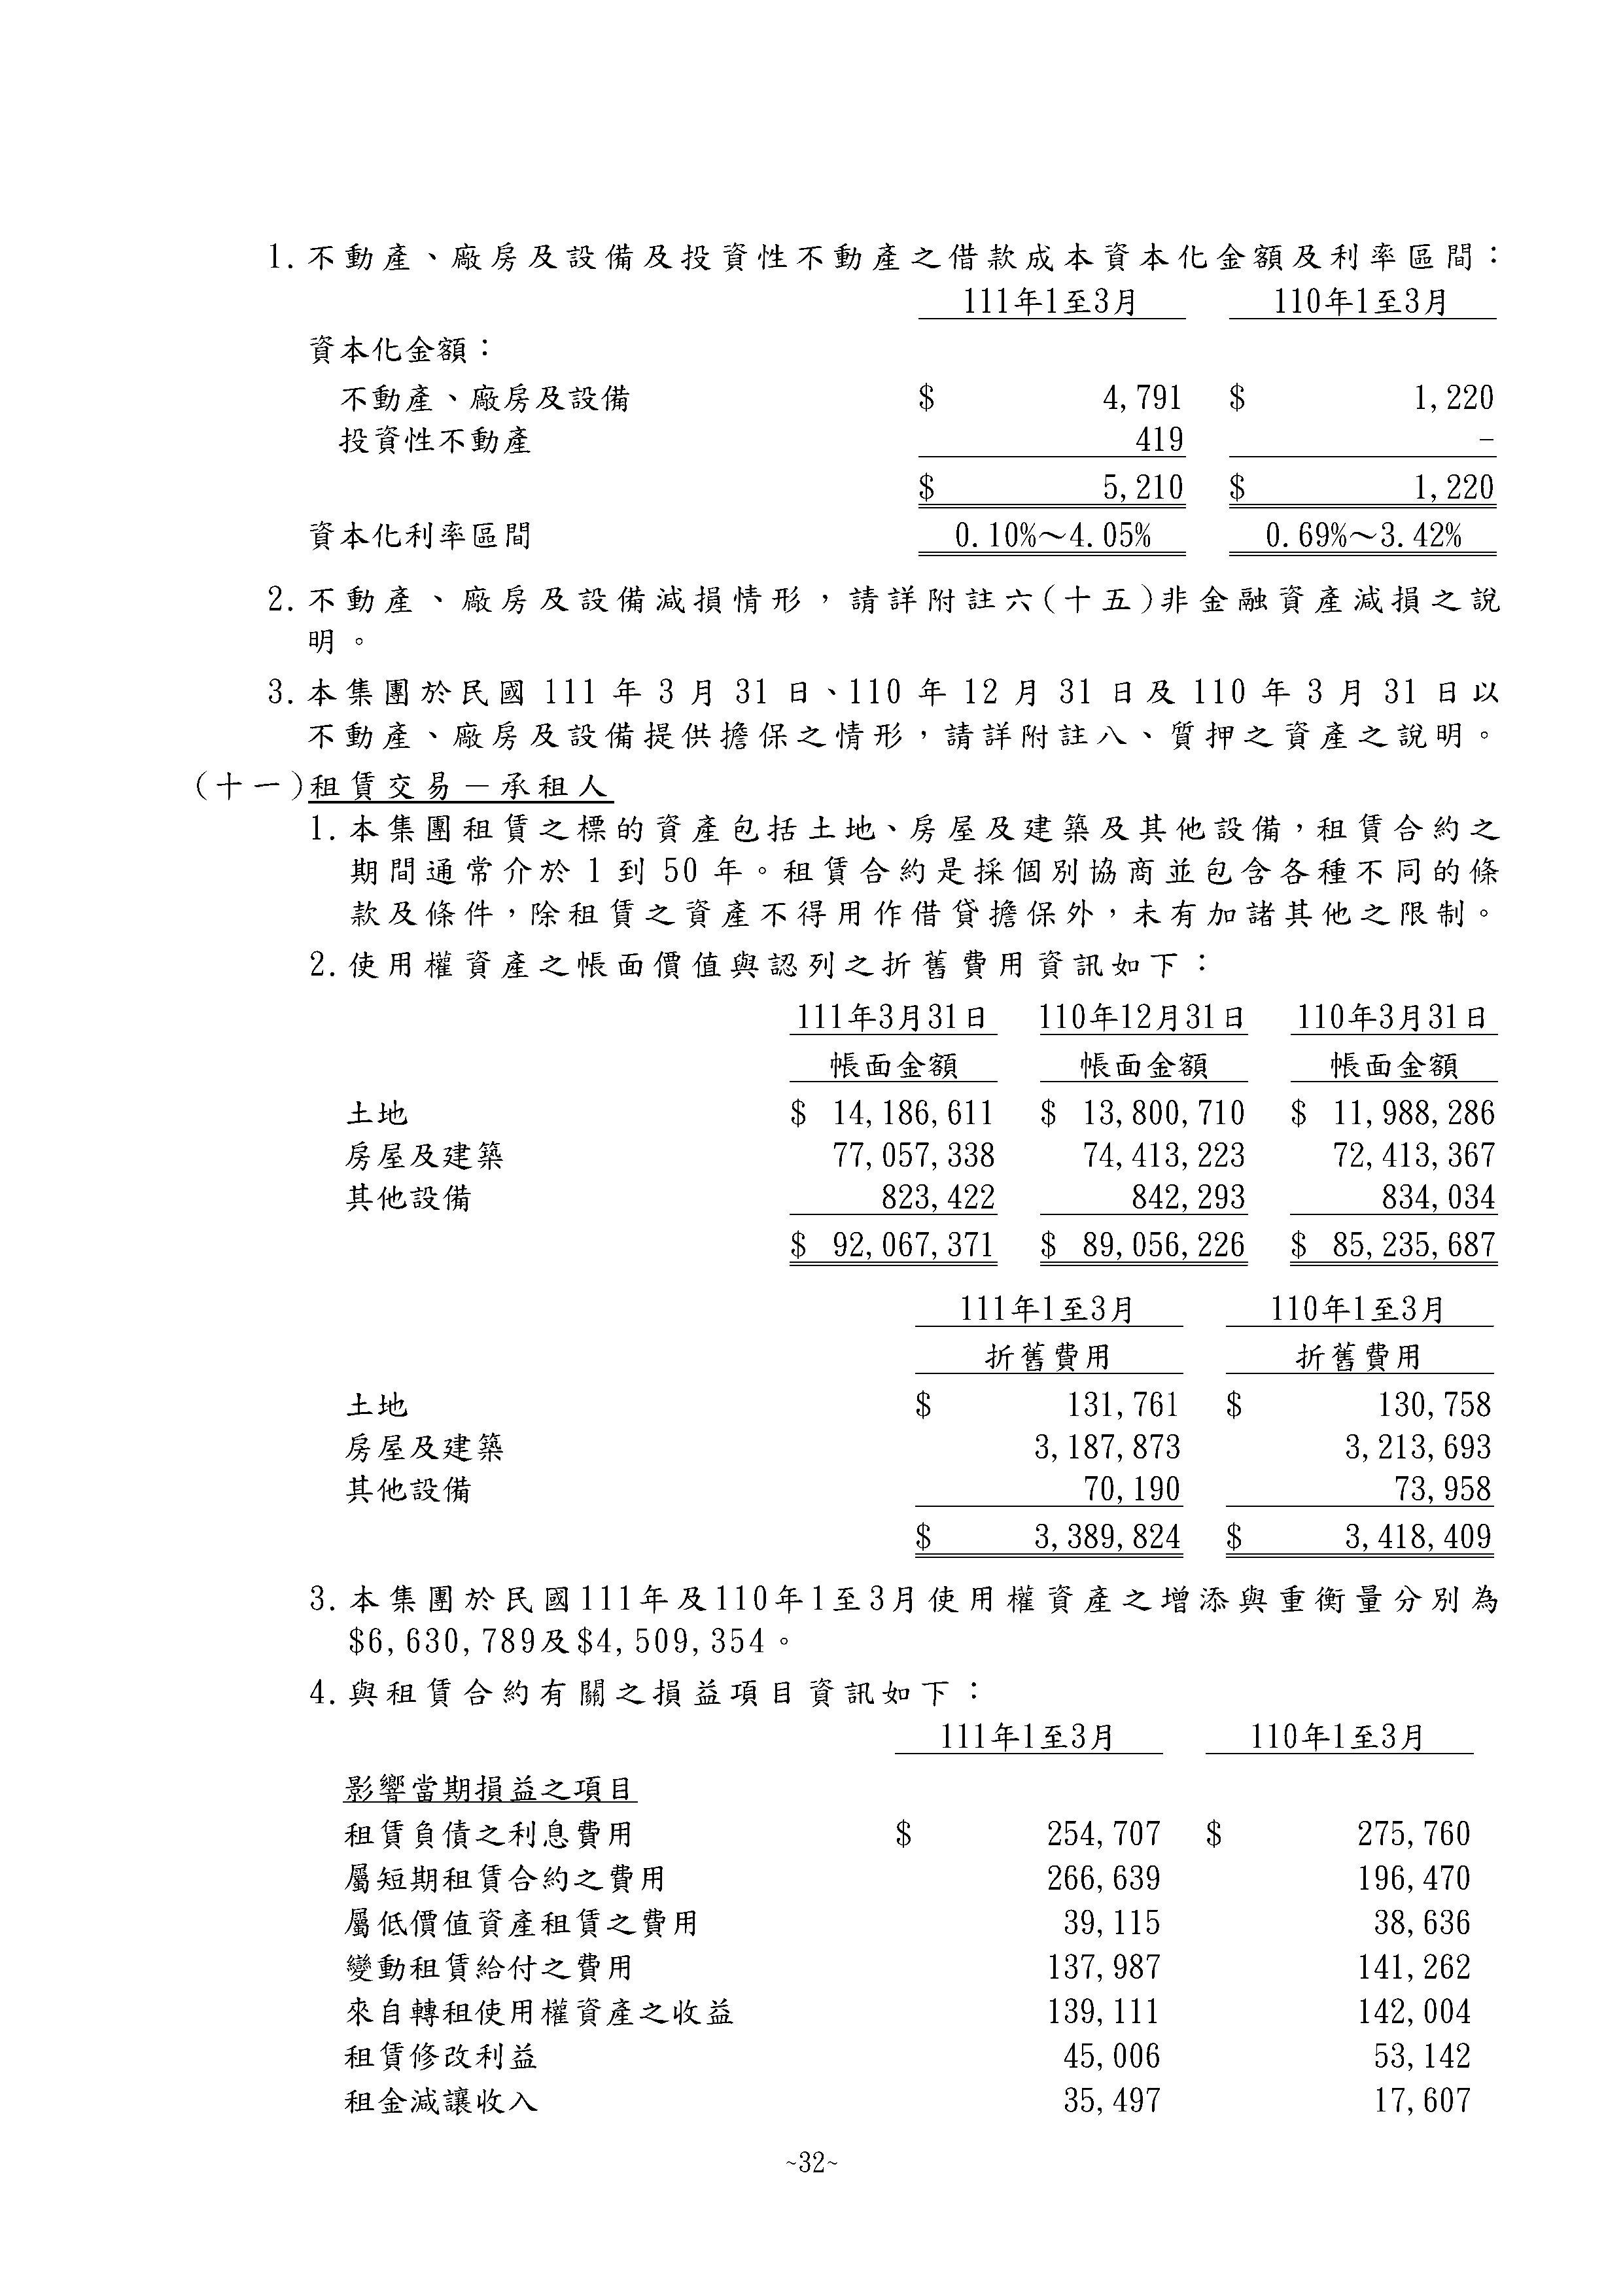 1.不動產、廠房及設備及投資性不動產之借款成本資本化金額及利率區間：
111年1至3月 110年1至3月
資本化金額：
不動產、廠房及設備 $ 4,791 $ 1,220
投資性不動產 419 －
$ 5,210 $ 1,220
資本化利率區間 0.10%～4.05% 0.69%～3.42%
2.不動產、廠房及設備減損情形，請詳附註六(十五)非金融資產減損之說
明。
3.本集團於民國 111 年 3 月 31 日、110 年 12 月 31 日及 110 年 3 月 31 日以
不動產、廠房及設備提供擔保之情形，請詳附註八、質押之資產之說明。
(十一)租賃交易－承租人
1.本集團租賃之標的資產包括土地、房屋及建築及其他設備，租賃合約之
期間通常介於 1 到 50 年。租賃合約是採個別協商並包含各種不同的條
款及條件，除租賃之資產不得用作借貸擔保外，未有加諸其他之限制。
2.使用權資產之帳面價值與認列之折舊費用資訊如下：
111年3月31日 110年12月31日 110年3月31日
帳面金額 帳面金額 帳面金額
土地 $ 14,186,611 $ 13,800,710 $ 11,988,286
房屋及建築 77,057,338 74,413,223 72,413,367
其他設備 823,422 842,293 834,034
$ 92,067,371 $ 89,056,226 $ 85,235,687
111年1至3月 110年1至3月
折舊費用 折舊費用
土地 $ 131,761 $ 130,758
房屋及建築 3,187,873 3,213,693
其他設備 70,190 73,958
$ 3,389,824 $ 3,418,409
3.本集團於民國111年及110年1至3月使用權資產之增添與重衡量分別為
$6,630,789及$4,509,354。
4.與租賃合約有關之損益項目資訊如下：
111年1至3月 110年1至3月
影響當期損益之項目
租賃負債之利息費用 $ 254,707 $ 275,760
屬短期租賃合約之費用 266,639 196,470
屬低價值資產租賃之費用 39,115 38,636
變動租賃給付之費用 137,987 141,262
來自轉租使用權資產之收益 139,111 142,004
租賃修改利益 45,006 53,142
租金減讓收入 35,497 17,607
~32~